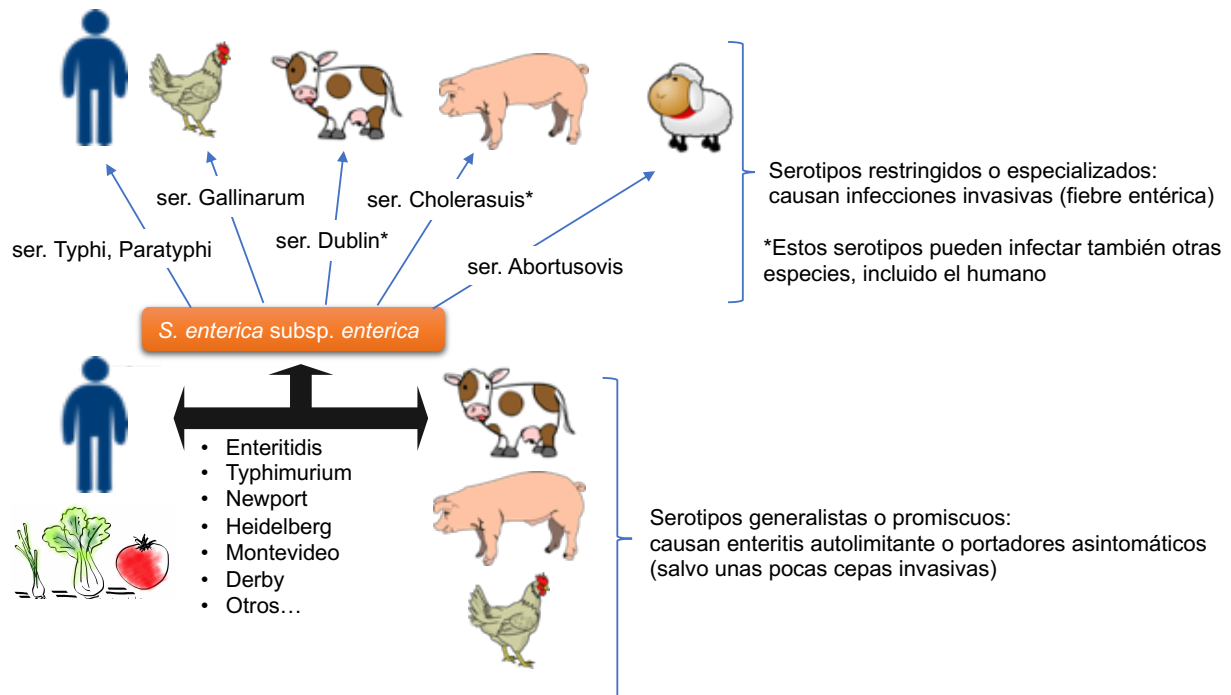 ser. Typhi, Paratyphi
ser. Gallinarum
ser. Dublin*
ser. Cholerasuis*
ser. Abortusovis
Serotipos restringidos o especializados:
causan infecciones invasivas (fiebre entérica)
*Estos serotipos pueden infectar también otras
especies, incluido el humano
S. enterica subsp. enterica
• Enteritidis
• Typhimurium
• Newport
• Heidelberg
• Montevideo
• Derby
• Otros…
Serotipos generalistas o promiscuos:
causan enteritis autolimitante o portadores asintomáticos
(salvo unas pocas cepas invasivas)